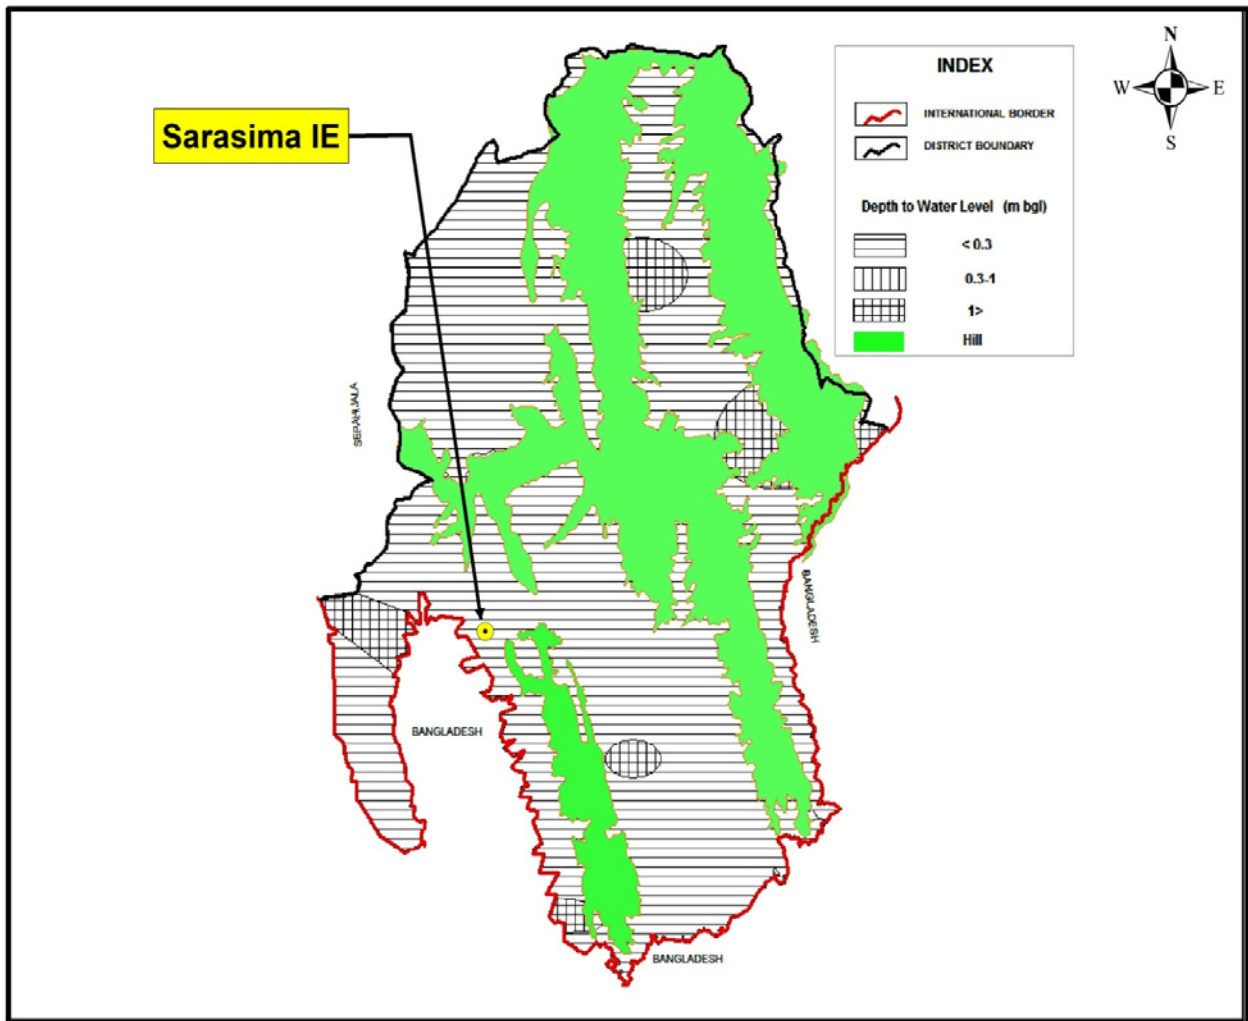 N
W E
S
INDEX
INTERNATIONAL BORDER
DISTRICT BOUNDARY
Depth to Water Level (m bgl)
< 0.3
0.3-1
1>
Hill
Sarasima IE
SEPAHIJALA
BANGLADESH
BANGLADESH
BANGLADESH